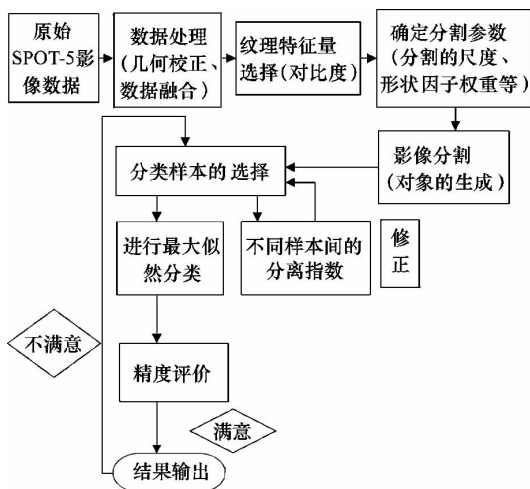 原始
SPOT-5影
像数据
数据处理
(几何校正、
数据融合)
纹理特征量
选择(对比度)
确定分割参数
(分割的尺度、
形状因子权重等)
影像分割
(对象的生成)
分类样本的 选择
进行最大似
然分类
不同样本间的
分离指数
修
正
不满意
精度评价
满意
结果输出